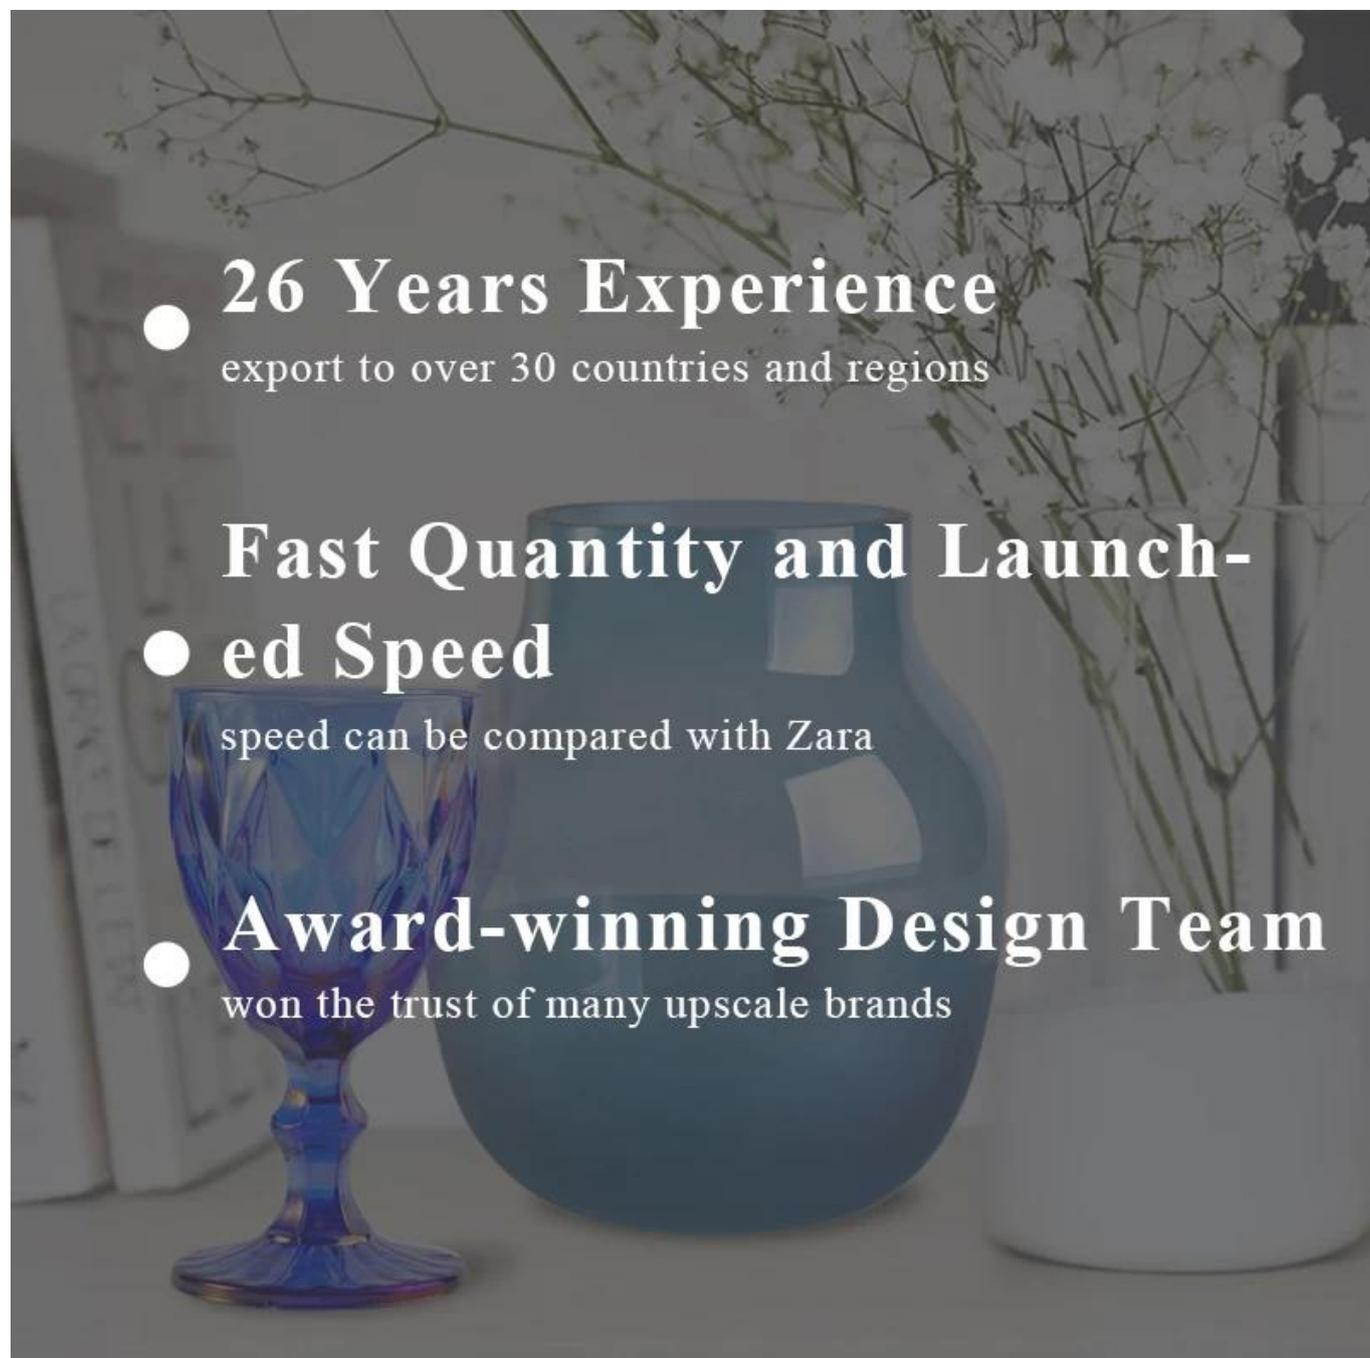 26 Years Experience
export to over 30 countries and regions
Fast Quantity and Launch-
ed Speed
speed can be compared with Zara
Award-winning Design Team
won the trust of many upscale brands